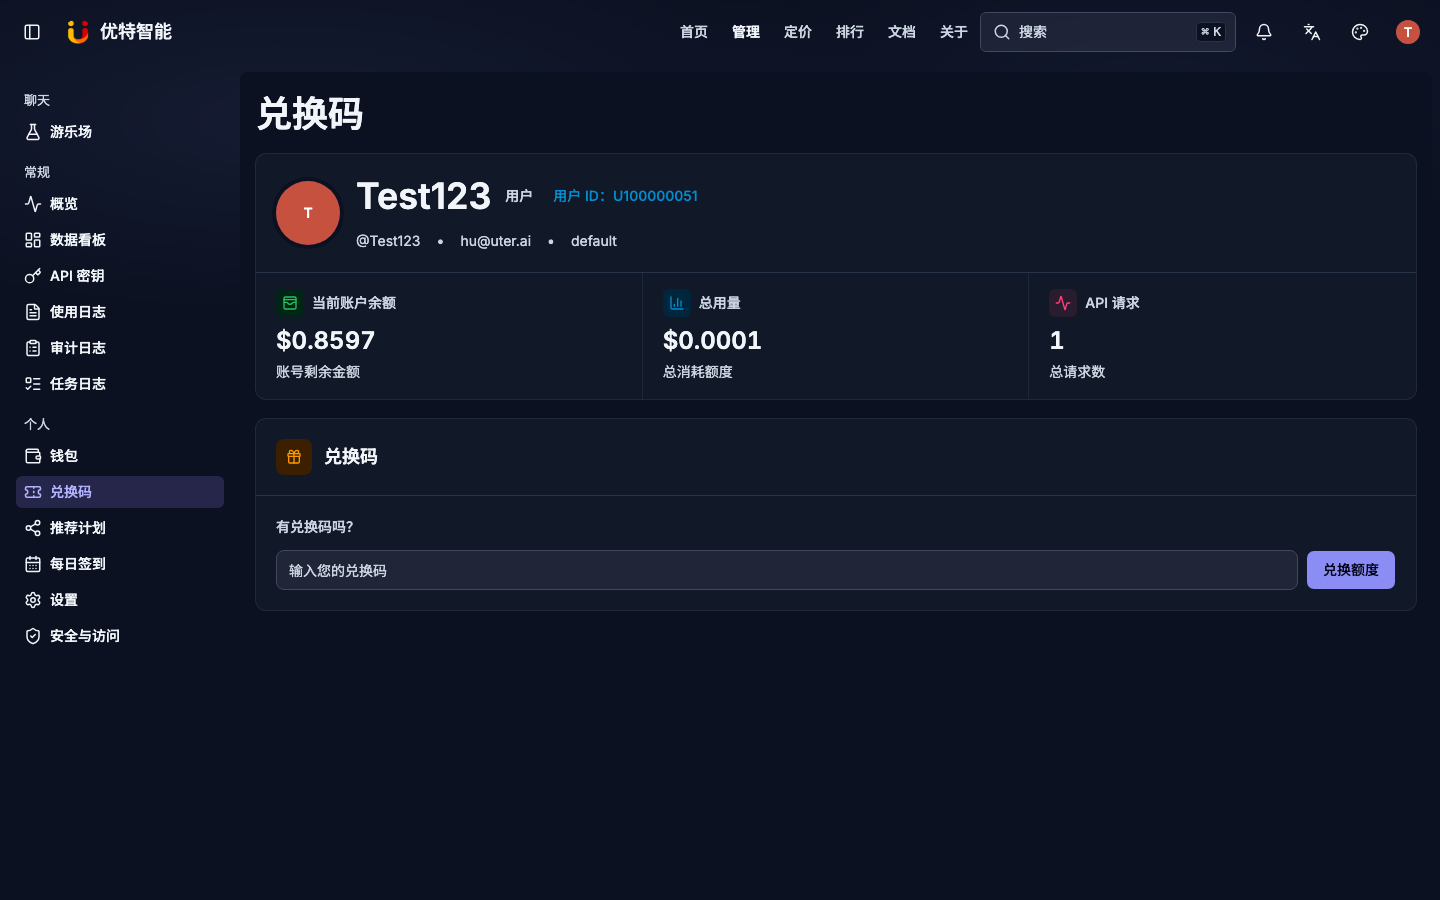 优特智能
首页 管理 定价 排行 文档 关于 搜索 ⌘ K T
聊天
游乐场
常规
概览
数据看板
API 密钥
使用日志
审计日志
任务日志
个人
钱包
兑换码
推荐计划
每日签到
设置
安全与访问
兑换码
T
Test123 用户 用户 ID：U100000051
@Test123 • hu@uter.ai • default
当前账户余额
$0.8597
账号剩余金额
总用量
$0.0001
总消耗额度
API 请求
1
总请求数
兑换码
有兑换码吗？
输入您的兑换码
兑换额度